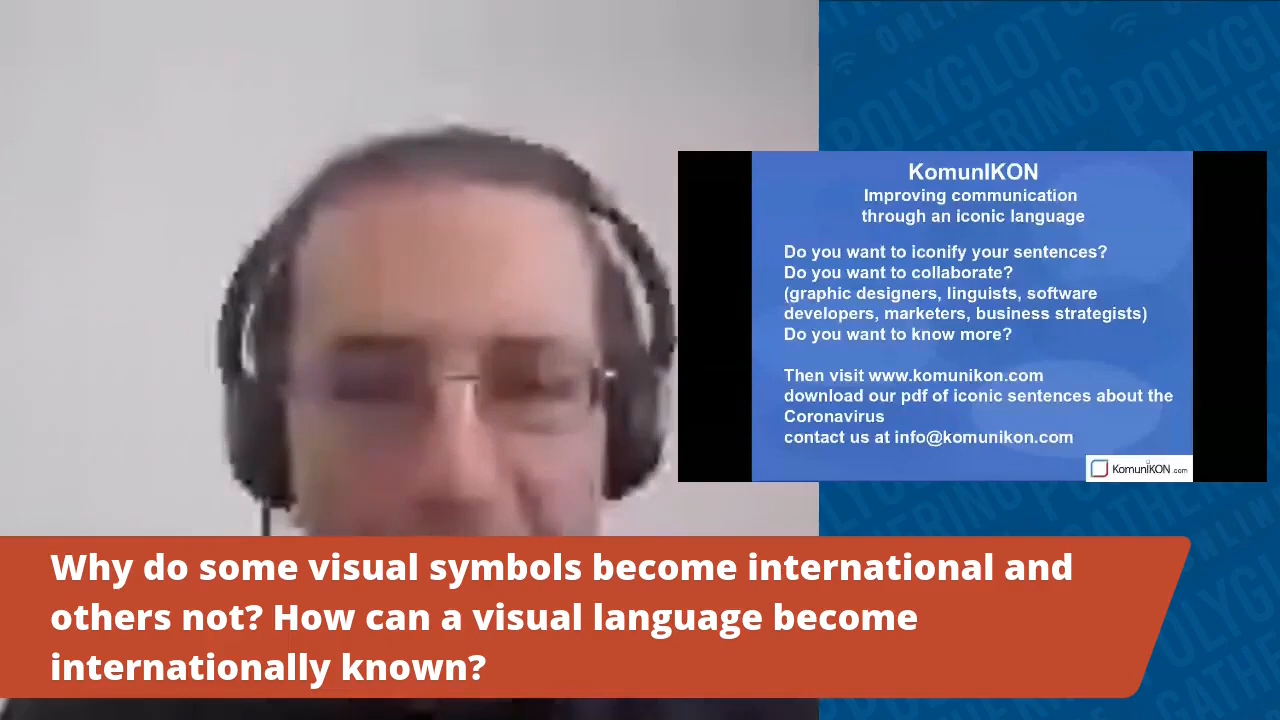 KomunIKON
Improving communication
through an iconic language
Do you want to iconify your sentences?
Do you want to collaborate?
(graphic designers, linguists, software
developers, marketers, business strategists)
Do you want to know more?
Then visit www.komunikon.com
download our pdf of iconic sentences about the
Coronavirus
contact us at info@komunikon.com
KomunIKON.com
Why do some visual symbols become international and
others not? How can a visual language become
internationally known?
POLYGLOT
GATHERING
ONLINE